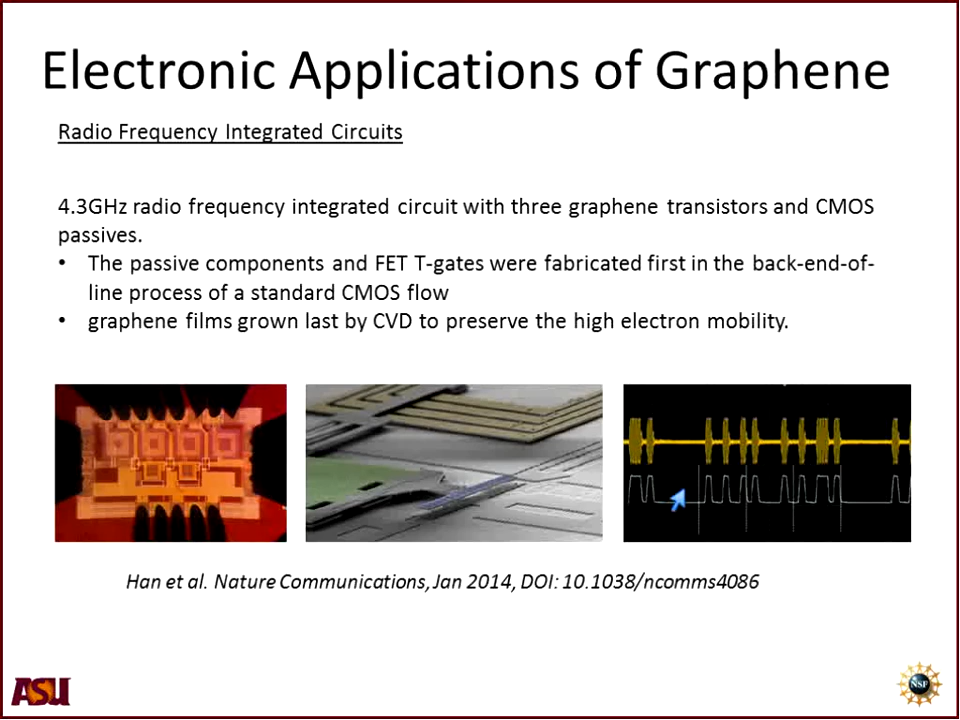 Electronic Applications of Graphene
Radio Frequency Integrated Circuits
4.3GHz radio frequency integrated circuit with three graphene transistors and CMOS
passives.
• The passive components and FET T-gates were fabricated first in the back-end-of-
line process of a standard CMOS flow
• graphene films grown last by CVD to preserve the high electron mobility.
Han et al. Nature Communications, Jan 2014, DOI: 10.1038/ncomms4086
ASU
NSF